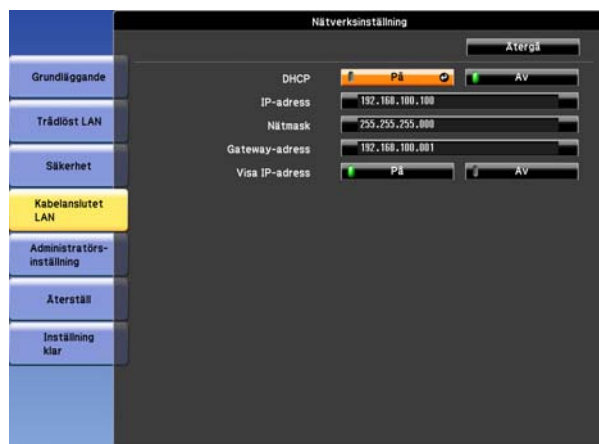 Nätverksinställning
Återgå
Grundläggande
Trådlöst LAN
Säkerhet
Kabelanslutet
LAN
Administratörs-
inställning
Återställ
Inställning
klar
DHCP På Av
IP-adress 192.168.100.100
Nätmask 255.255.255.000
Gateway-adress 192.168.100.001
Visa IP-adress På Av